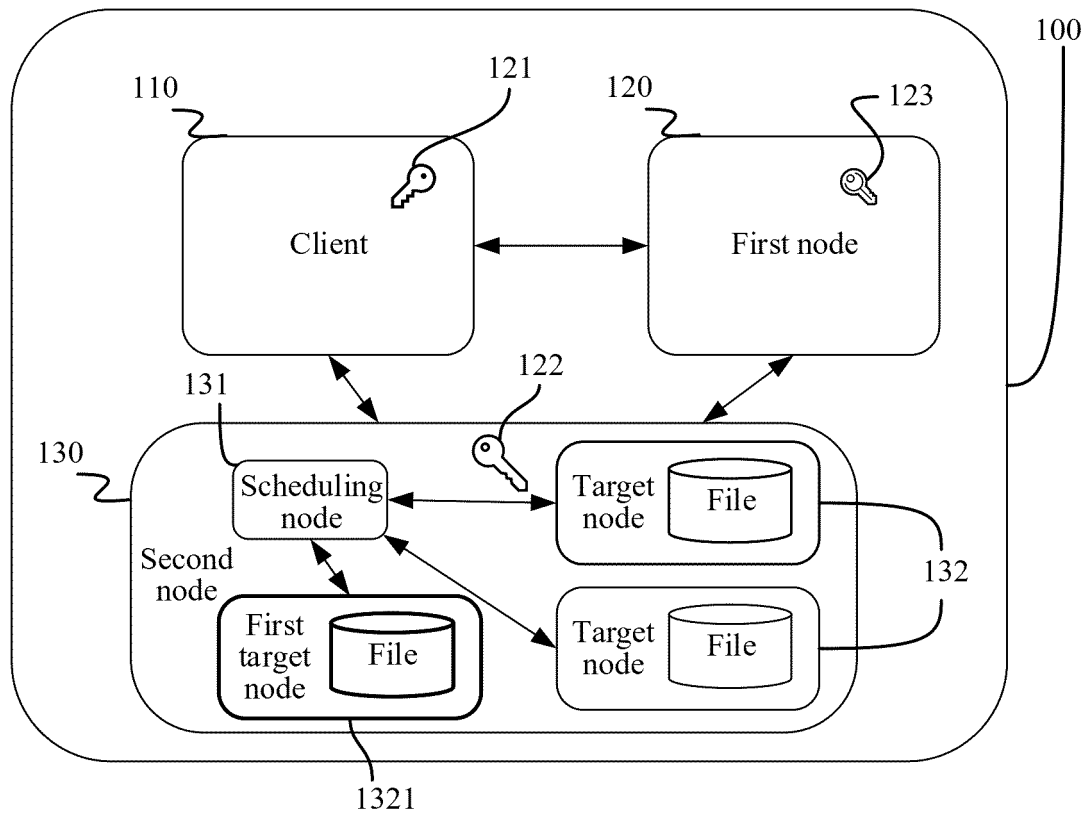 100
110
121
120
123
Client
First node
131
122
130
Scheduling
node
Target
node
File
Second
node
132
First
target
node
File
Target
node
File
1321